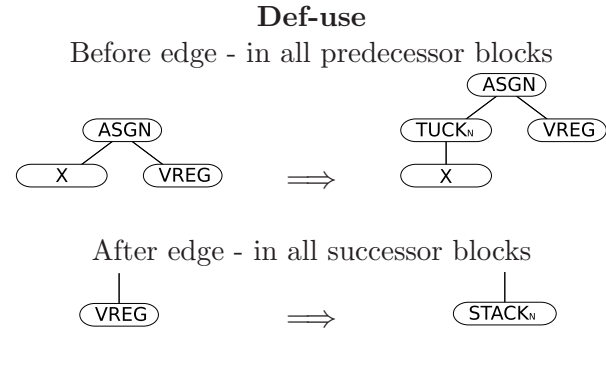 Def-use
Before edge - in all predecessor blocks
ASGN
ASGN TUCKN VREG
X VREG ⟹ X
After edge - in all successor blocks
VREG ⟹ STACKN